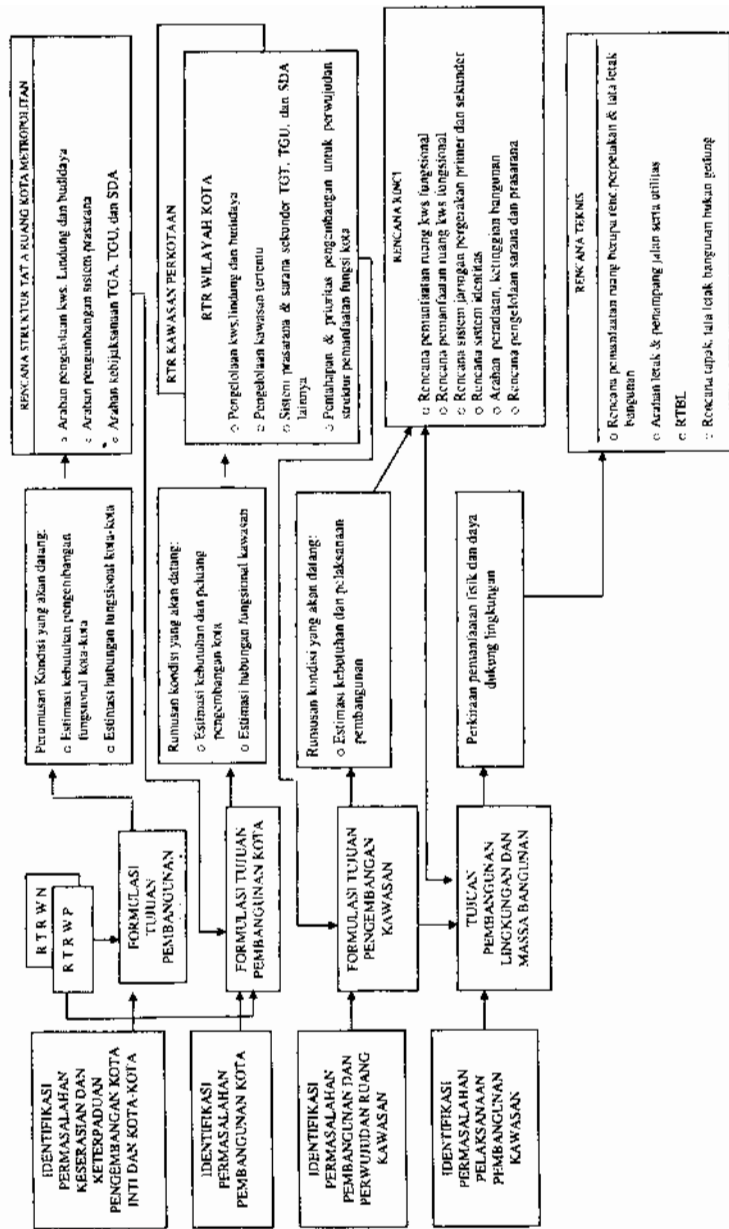 IDENTIFIKASI
PERMASALAHAN
KESERASIAN DAN
KETERPADUAN
PENGEMBANGAN KOTA
INTI DAN KOTA-KOTA
R T R W N
R T R W P
FORMULASI
TUJUAN
PEMBANGUNAN
Perumusan Kondisi yang akan datang:
o Estimasi kebutuhan pengembangan
fungsional kota-kota
o Estimasi hubungan fungsional kota-kota
RENCANA STRUKTUR TATA RUANG KOTA METROPOLITAN
o Arahan pengelolaan kws. Lindung dan budidaya
o Arahan pengembangan sistem prasarana
o Arahan kebijaksanaan TGA, TGU, dan SDA
IDENTIFIKASI
PERMASALAHAN
PEMBANGUNAN KOTA
FORMULASI TUJUAN
PEMBANGUNAN KOTA
Rumusan kondisi yang akan datang:
o Estimasi kebutuhan dan peluang
pengembangan kota
o Estimasi hubungan fungsional kawasan
RTR KAWASAN PERKOTAAN
RTR WILAYAH KOTA
o Pengelolaan kws,lindung dan budidaya
o Pengelolaan kawasan tertentu
o Sistem prasarana & sarana sekunder TGT, TGU, dan SDA
lainnya
o Pentahapan & prioritas pengembangan untuk perwujudan
struktur pemanfaatan fungsi kota
IDENTIFIKASI
PERMASALAHAN
PEMBANGUNAN DAN
PERWUJUDAN RUANG
KAWASAN
FORMULASI TUJUAN
PENGEMBANGAN
KAWASAN
Rumusan kondisi yang akan datang:
o Estimasi kebutuhan dan pelaksanaan
pembangunan
RENCANA RINCI
o Rencana pemanfaatan ruang kws fungsional
o Rencana pemanfaatan ruang kws fungsional
o Rencana sistem jaringan pergerakan primer dan sekunder
o Rencana sistem identitas
o Arahan peradatan, ketinggian bangunan
o Rencana pengelolaan sarana dan prasarana
IDENTIFIKASI
PERMASALAHAN
PELAKSANAAN
PEMBANGUNAN
KAWASAN
TUJUAN
PEMBANGUNAN
LINGKUNGAN DAN
MASSA BANGUNAN
Perkiraan pemanfaatan fisik dan daya
dukung lingkungan
RENCANA TEKNIS
o Rencana pemanfaatan ruang berupa renc.perpetakan & tata letak
bangunan
o Arahan letak & penampang jalan serta utilitas
o RTBL
o Rencana tapak, tata letak bangunan bukan gedung